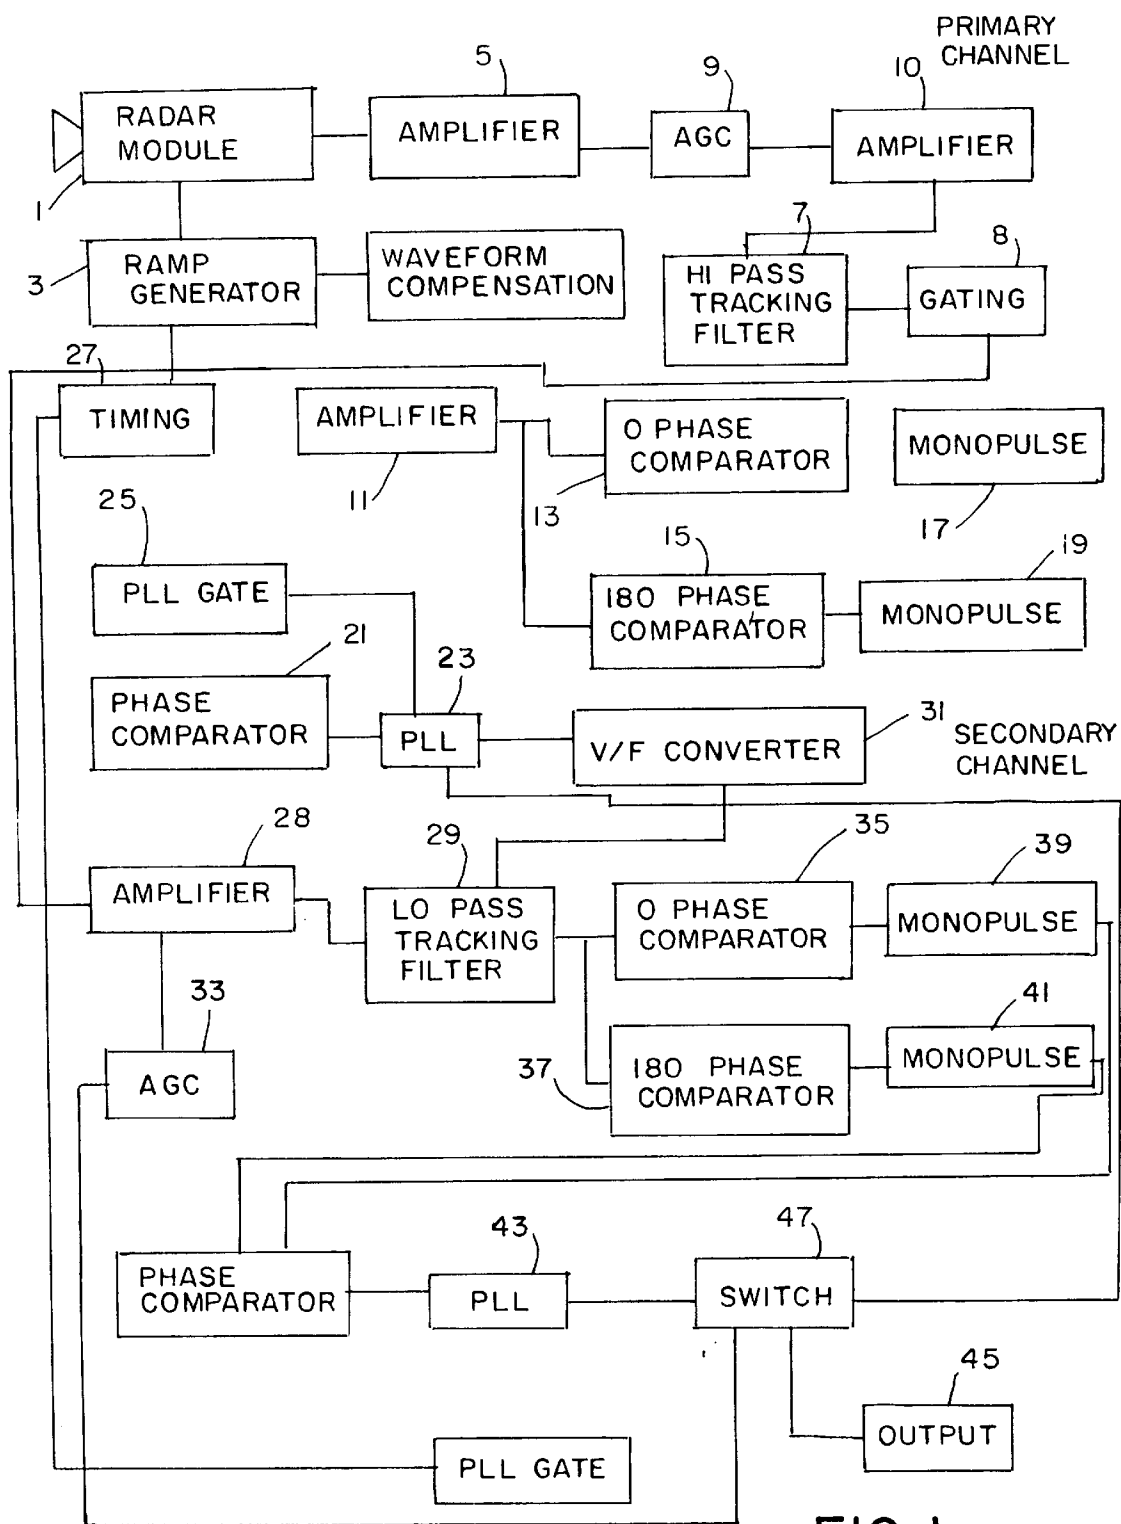 PRIMARY
CHANNEL
5
9
10
RADAR
MODULE
AMPLIFIER
AGC
AMPLIFIER
1
7
8
3
RAMP
GENERATOR
WAVEFORM
COMPENSATION
HI PASS
TRACKING
FILTER
GATING
27
TIMING
AMPLIFIER
O PHASE
COMPARATOR
MONOPULSE
11
13
17
25
15
19
PLL GATE
180 PHASE
COMPARATOR
MONOPULSE
21
23
PHASE
COMPARATOR
PLL
V/F CONVERTER
31
SECONDARY
CHANNEL
28
29
35
39
AMPLIFIER
LO PASS
TRACKING
FILTER
O PHASE
COMPARATOR
MONOPULSE
33
41
AGC
37
180 PHASE
COMPARATOR
MONOPULSE
43
47
PHASE
COMPARATOR
PLL
SWITCH
45
OUTPUT
PLL GATE